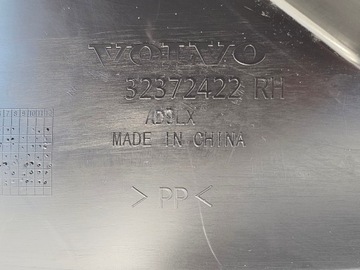 VOLVO
32372422 RH
MADE IN CHINA
>PP<